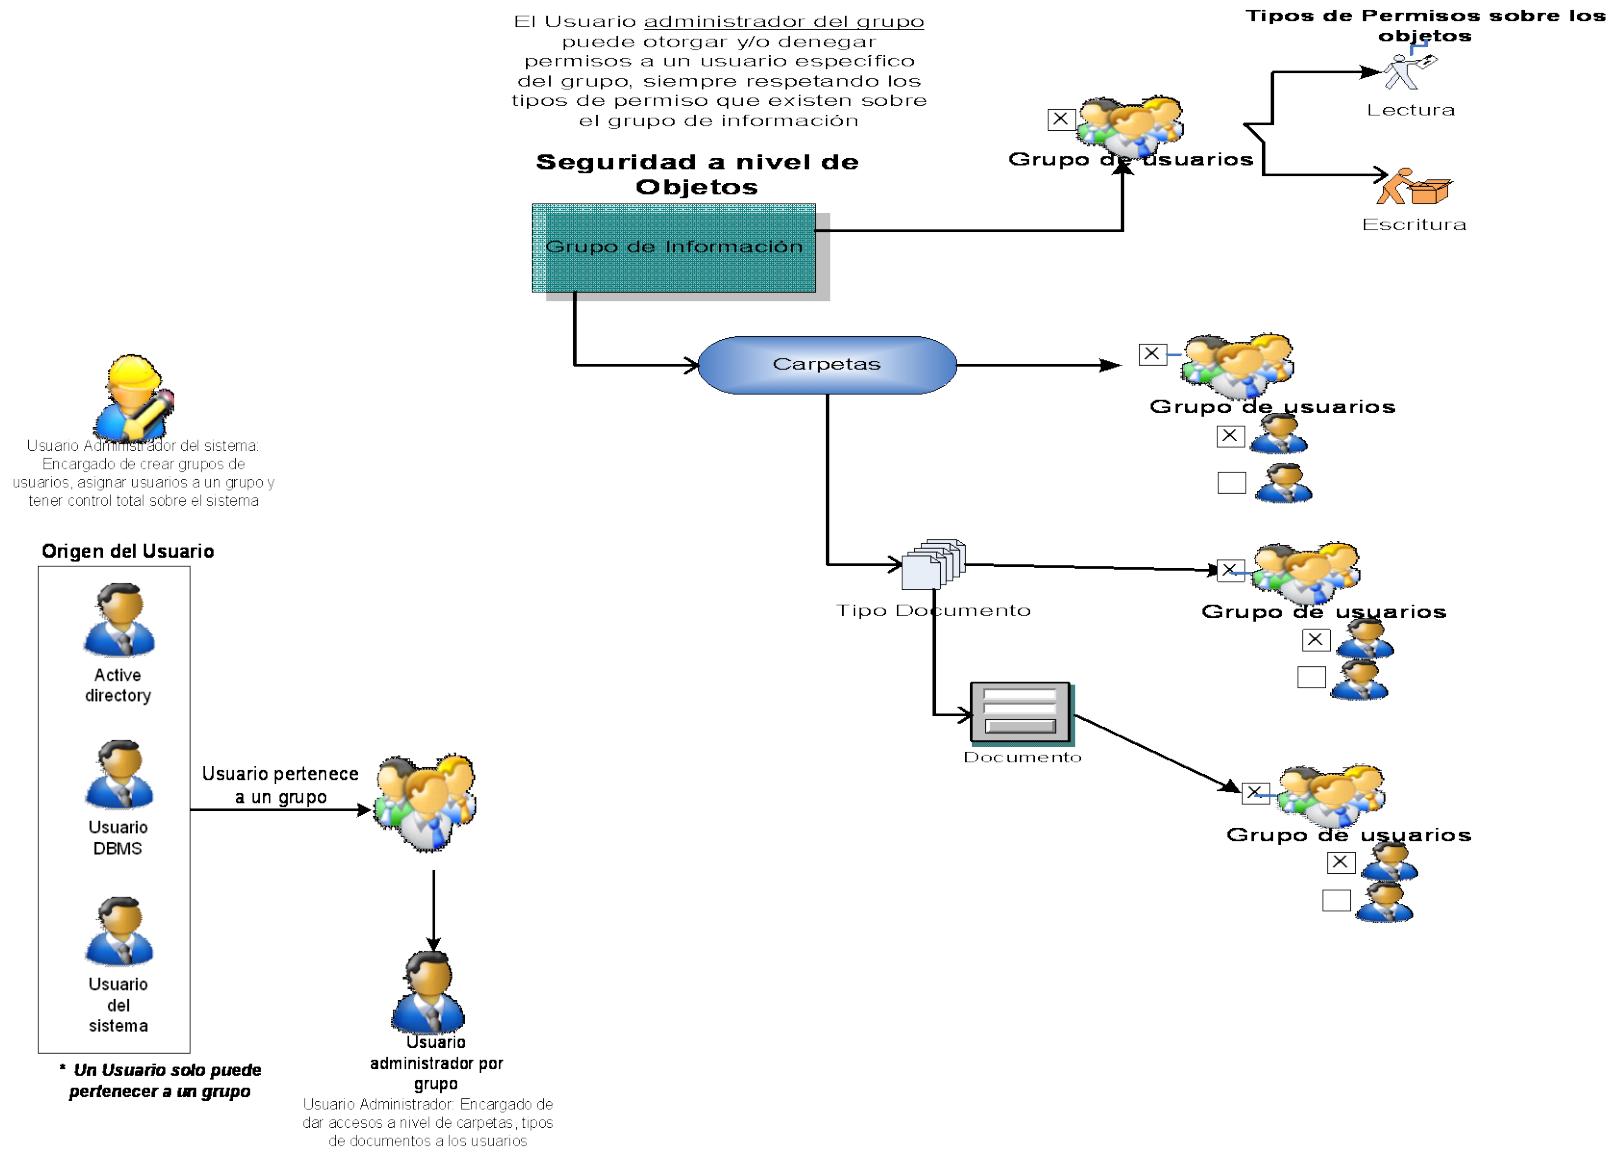 El Usuario administrador del grupo
puede otorgar y/o denegar
permisos a un usuario específico
del grupo, siempre respetando los
tipos de permiso que existen sobre
el grupo de información
Tipos de Permisos sobre los
objetos
Lectura
Escritura
Grupo de usuarios
Seguridad a nivel de
Objetos
Grupo de Información
Carpetas
Grupo de usuarios
Usuario Administrador del sistema:
Encargado de crear grupos de
usuarios, asignar usuarios a un grupo y
tener control total sobre el sistema
Tipo Documento
Grupo de usuarios
Documento
Grupo de usuarios
Origen del Usuario
Active
directory
Usuario
DBMS
Usuario
del
sistema
* Un Usuario solo puede
pertenecer a un grupo
Usuario pertenece
a un grupo
Usuario
administrador por
grupo
Usuario Administrador: Encargado de
dar accesos a nivel de carpetas, tipos
de documentos a los usuarios